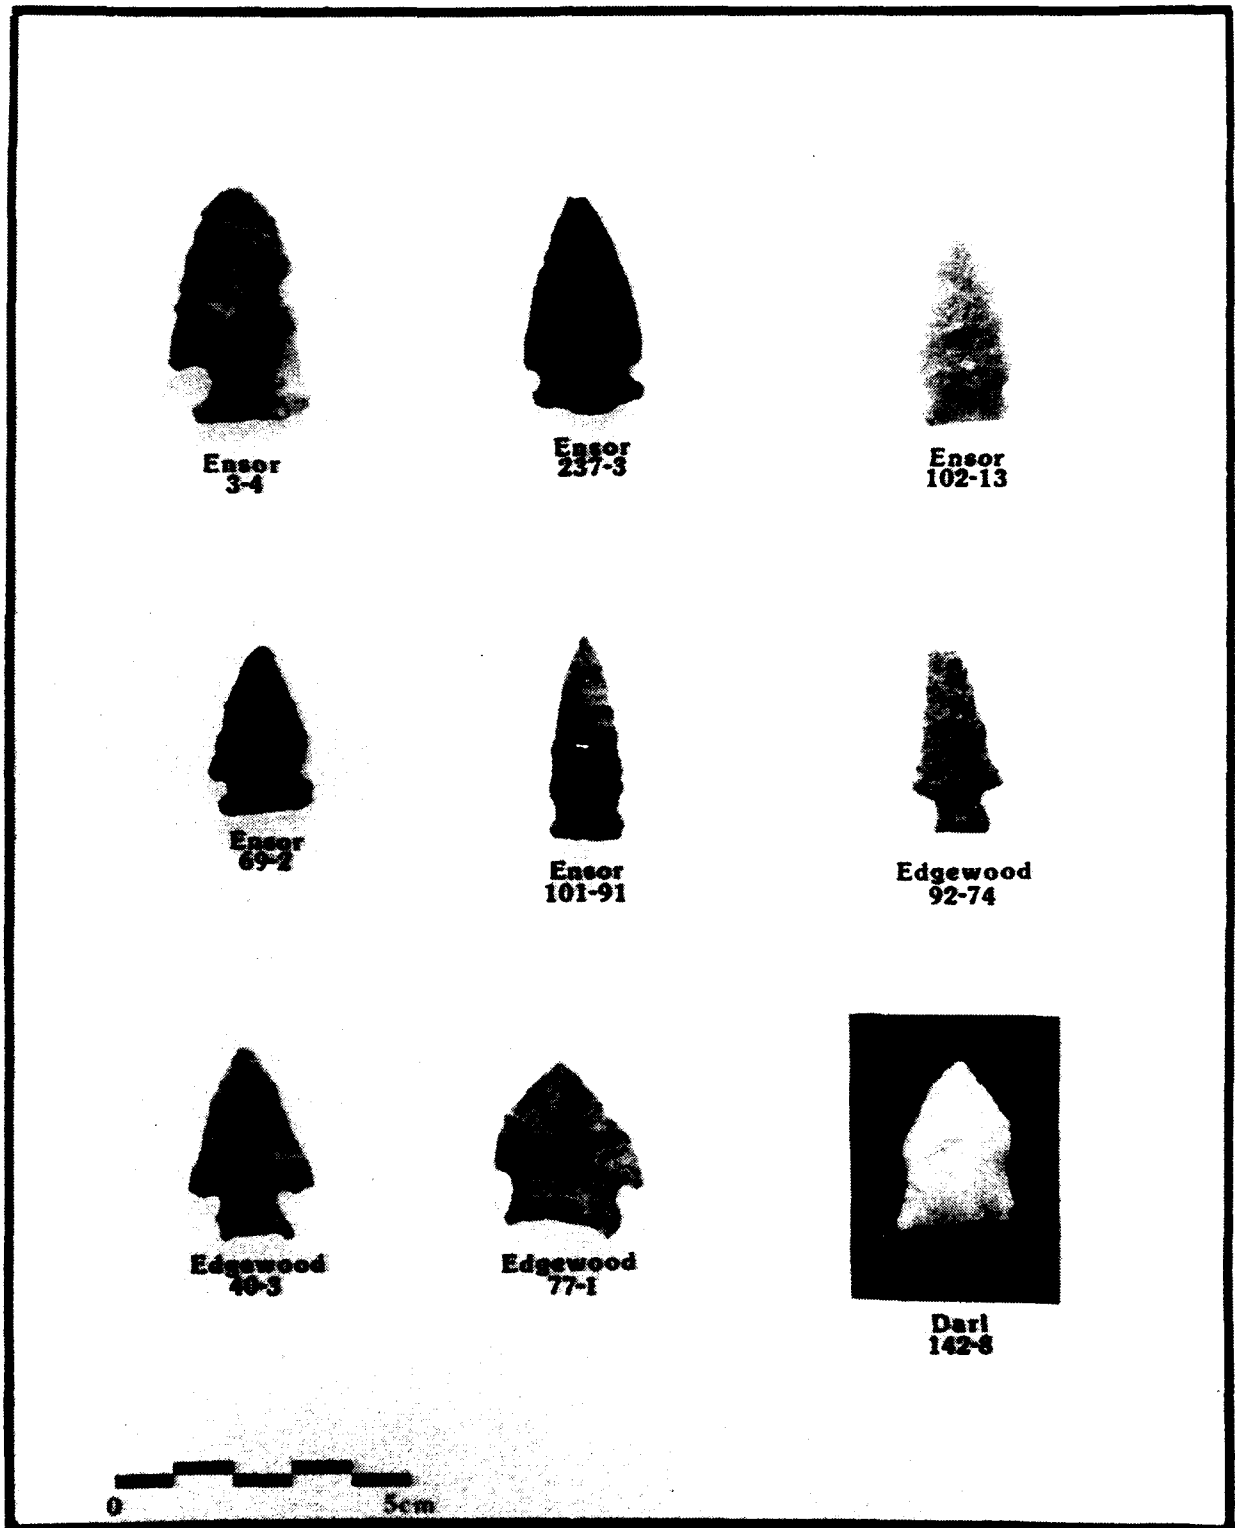 Ensor
3-4
Ensor
237-3
Ensor
102-13
Ensor
69-2
Ensor
101-91
Edgewood
92-74
Edgewood
40-3
Edgewood
77-1
Darl
142-8
0 5cm